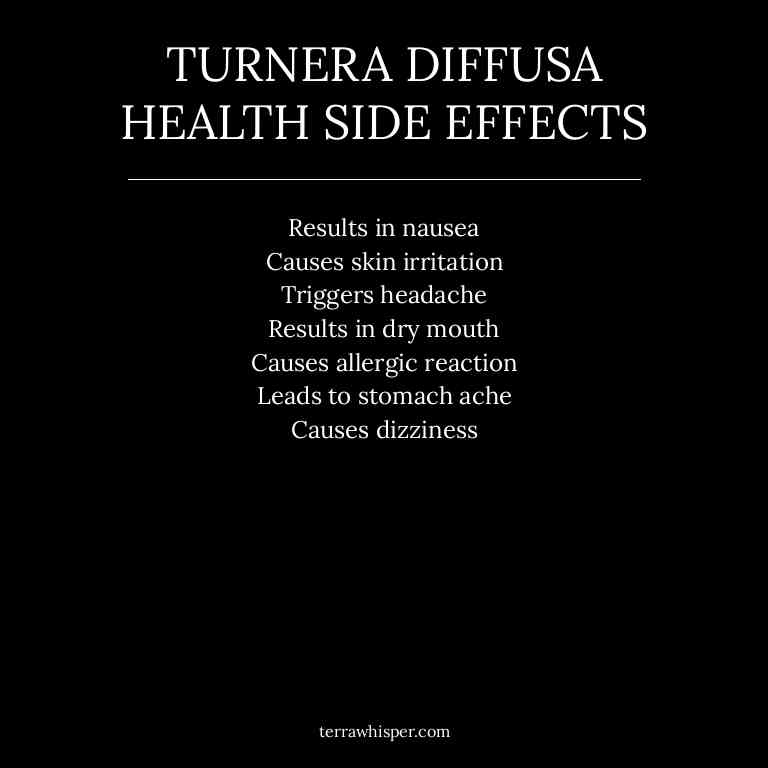 TURNERA DIFFUSA
HEALTH SIDE EFFECTS
Results in nausea
Causes skin irritation
Triggers headache
Results in dry mouth
Causes allergic reaction
Leads to stomach ache
Causes dizziness
terrawhisper.com